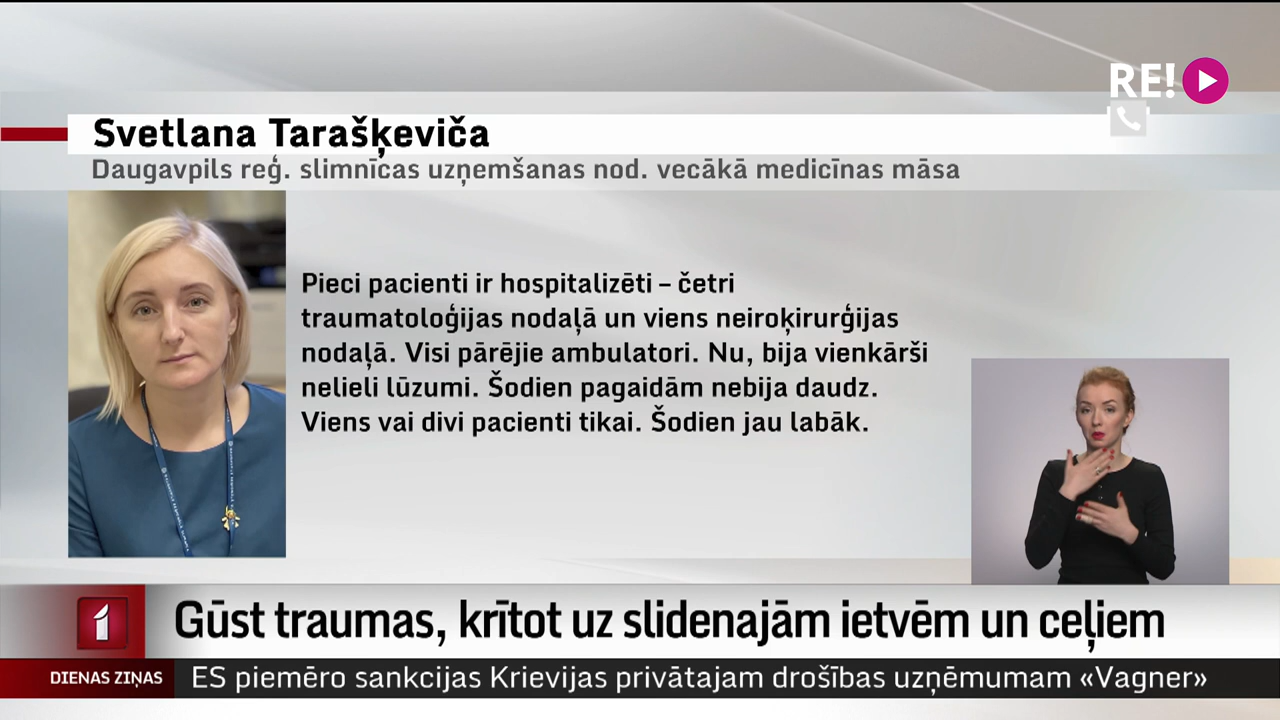 RE!
Svetlana Tarašķeviča
Daugavpils reģ. slimnīcas uzņemšanas nod. vecākā medicīnas māsa
Pieci pacienti ir hospitalizēti – četri
traumatoloģijas nodaļā un viens neiroķirurģijas
nodaļā. Visi pārējie ambulatori. Nu, bija vienkārši
nelieli lūzumi. Šodien pagaidām nebija daudz.
Viens vai divi pacienti tikai. Šodien jau labāk.
1 Gūst traumas, krītot uz slidenajām ietvēm un ceļiem
DIENAS ZIŅAS ES piemēro sankcijas Krievijas privātajam drošības uzņēmumam «Vagner»